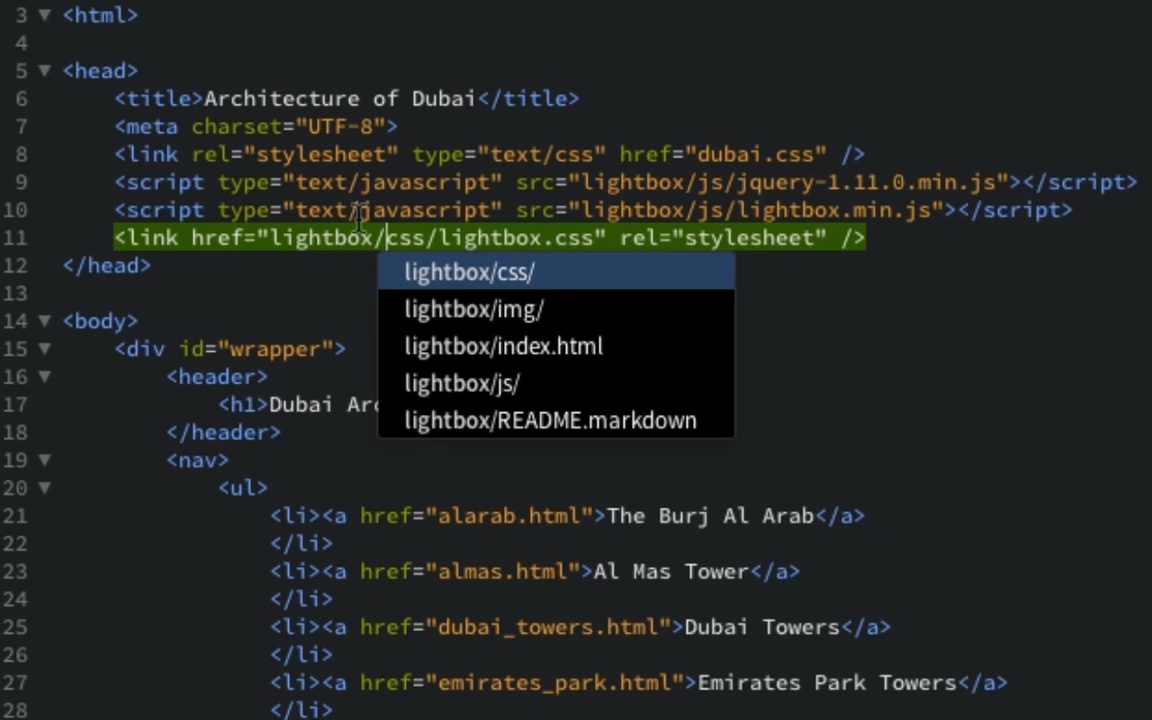 3 ▼ <html>
4
5 ▼ <head>
6 <title>Architecture of Dubai</title>
7 <meta charset="UTF-8">
8 <link rel="stylesheet" type="text/css" href="dubai.css" />
9 <script type="text/javascript" src="lightbox/js/jquery-1.11.0.min.js"></script>
10 <script type="text/javascript" src="lightbox/js/lightbox.min.js"></script>
11 <link href="lightbox/css/lightbox.css" rel="stylesheet" />
12 </head>
lightbox/css/
13
lightbox/img/
14 ▼ <body>
15 ▼ <div id="wrapper">
lightbox/index.html
16 ▼ <header>
lightbox/js/
17 <h1>Dubai
lightbox/README.markdown
18 </header>
19 ▼ <nav>
20 ▼ <ul>
21 <li><a href="alarab.html">The Burj Al Arab</a>
22 </li>
23 <li><a href="almas.html">Al Mas Tower</a>
24 </li>
25 <li><a href="dubai_towers.html">Dubai Towers</a>
26 </li>
27 <li><a href="emirates_park.html">Emirates Park Towers</a>
28 </li>